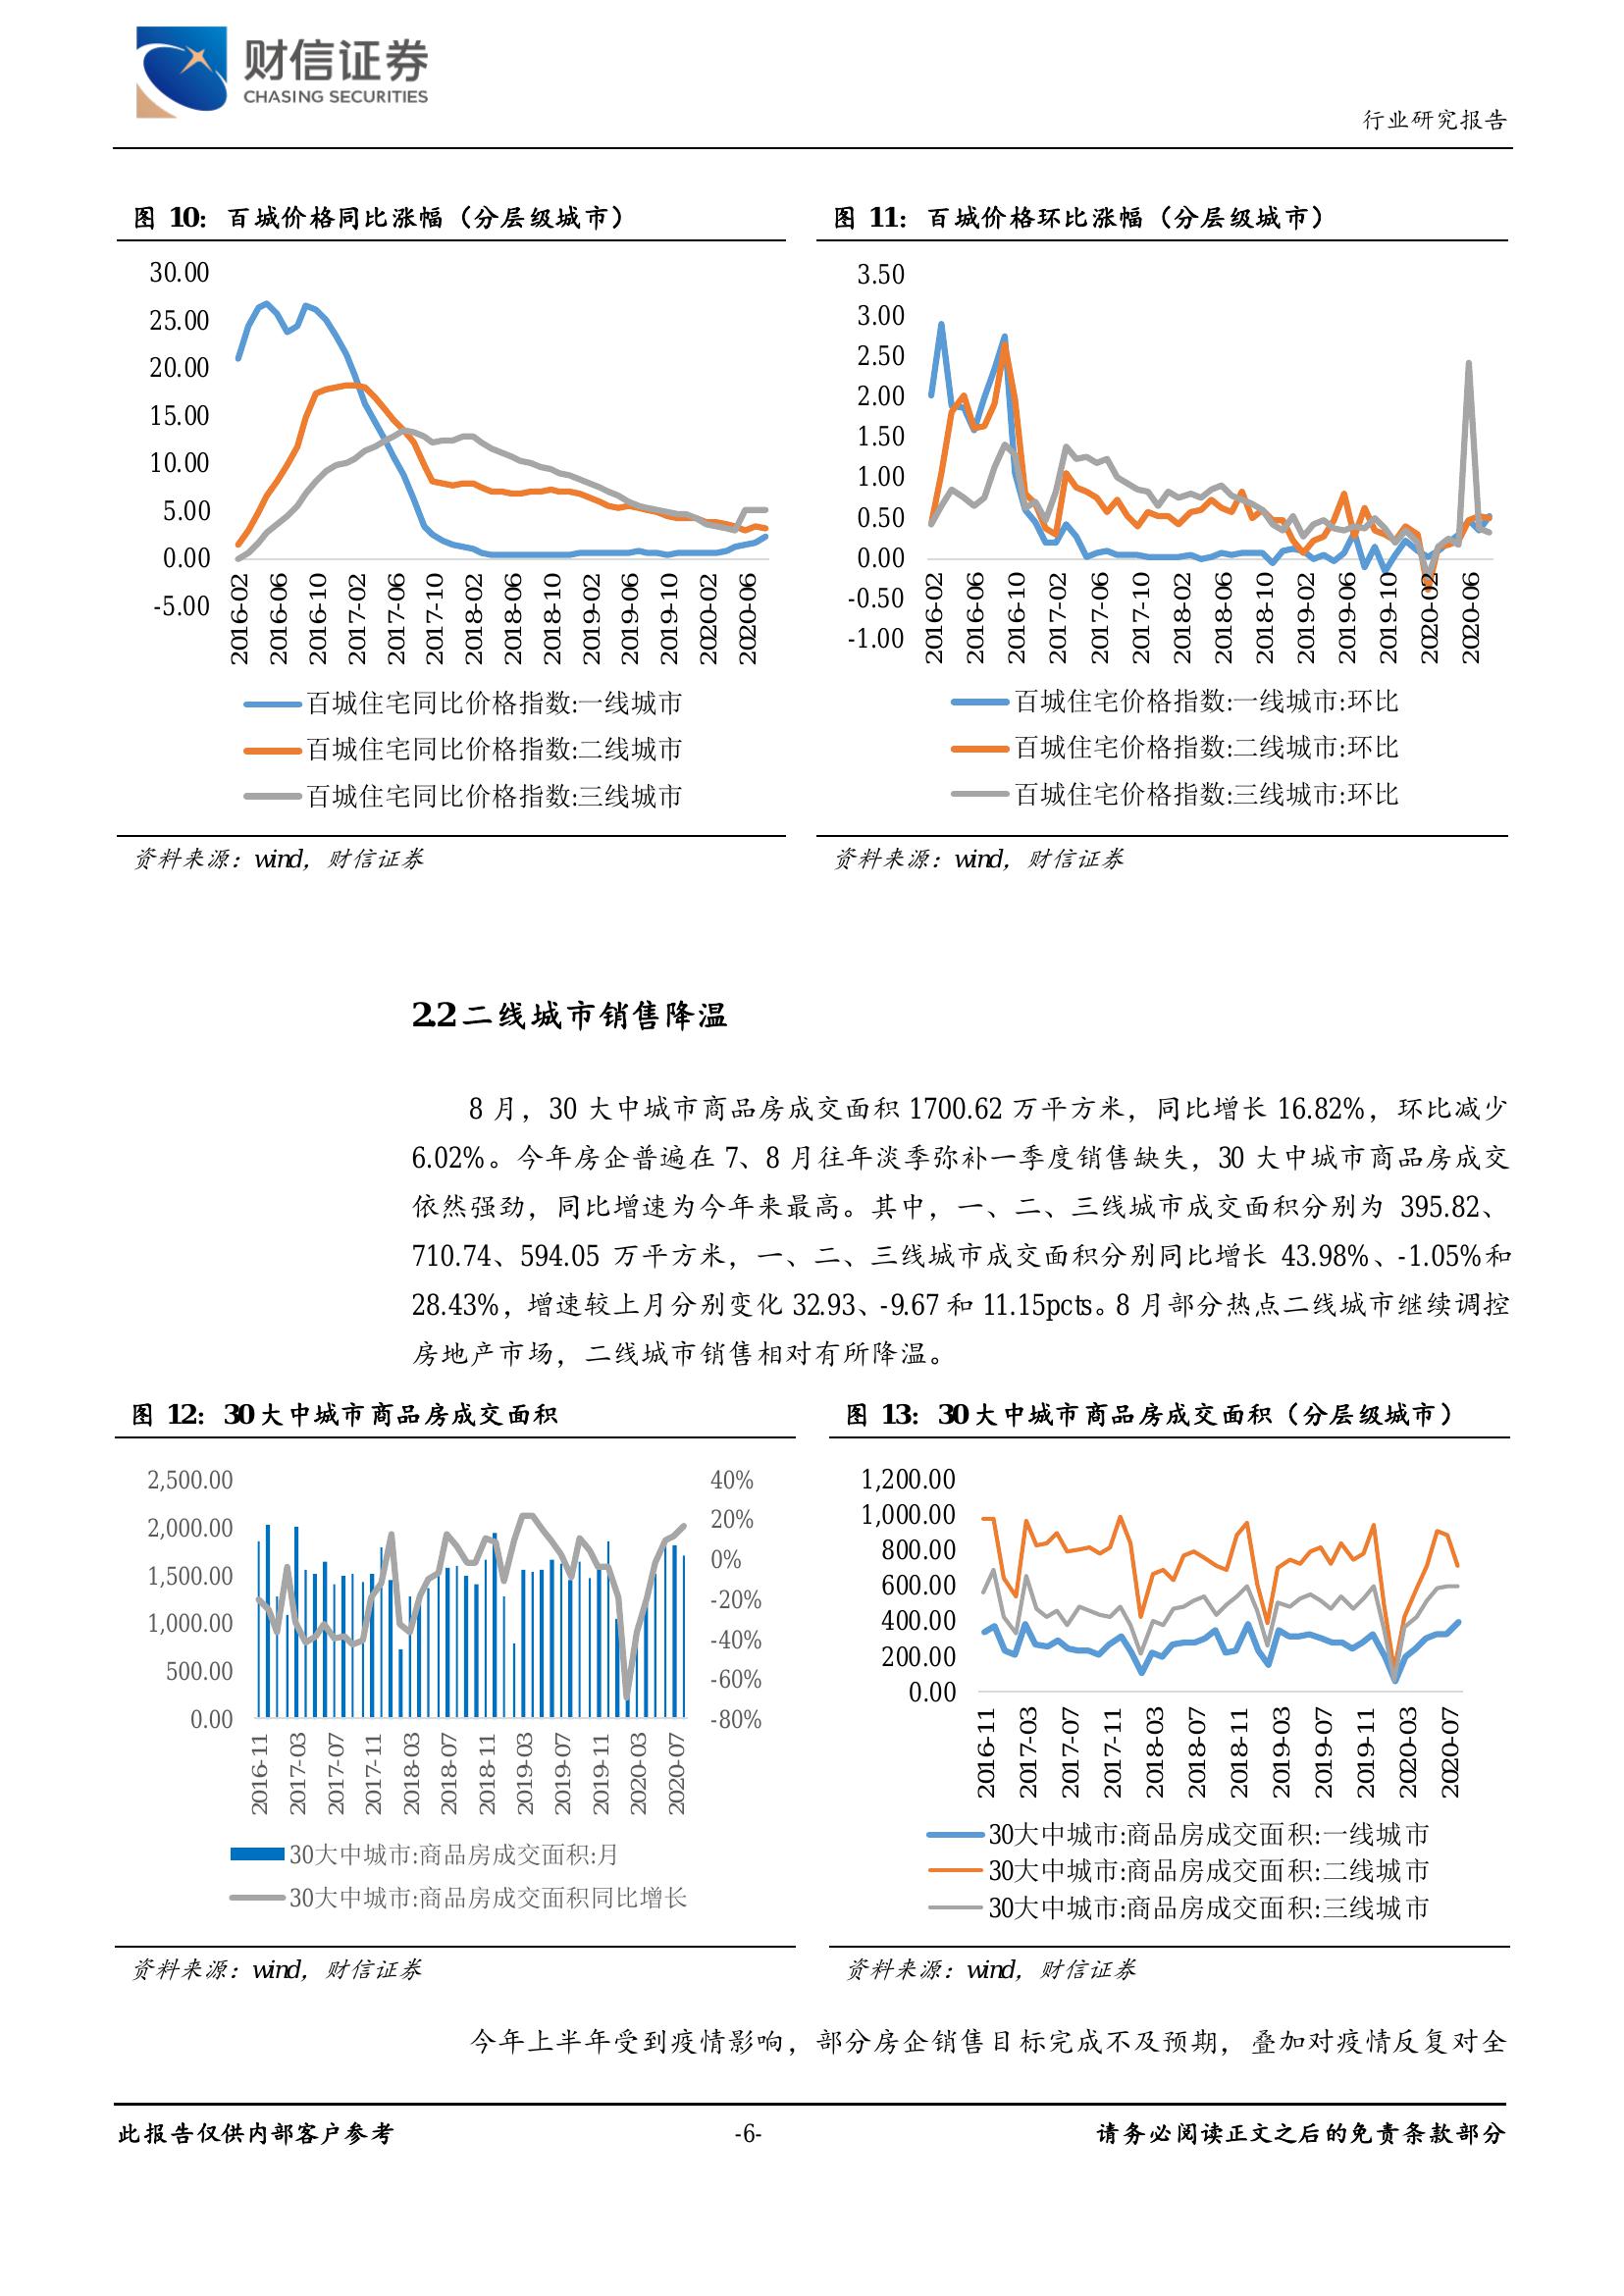 财信证券
CHASING SECURITIES
行业研究报告
图 10：百城价格同比涨幅（分层级城市）
30.00
25.00
20.00
15.00
10.00
5.00
0.00
-5.00
2016-02
2016-06
2016-10
2017-02
2017-06
2017-10
2018-02
2018-06
2018-10
2019-02
2019-06
2019-10
2020-02
2020-06
百城住宅同比价格指数:一线城市
百城住宅同比价格指数:二线城市
百城住宅同比价格指数:三线城市
资料来源：wind，财信证券
图 11：百城价格环比涨幅（分层级城市）
3.50
3.00
2.50
2.00
1.50
1.00
0.50
0.00
-0.50
-1.00
2016-02
2016-06
2016-10
2017-02
2017-06
2017-10
2018-02
2018-06
2018-10
2019-02
2019-06
2019-10
2020-02
2020-06
百城住宅价格指数:一线城市:环比
百城住宅价格指数:二线城市:环比
百城住宅价格指数:三线城市:环比
资料来源：wind，财信证券
2.2 二线城市销售降温
8 月，30 大中城市商品房成交面积 1700.62 万平方米，同比增长 16.82%，环比减少
6.02%。今年房企普遍在 7、8 月往年淡季弥补一季度销售缺失，30 大中城市商品房成交
依然强劲，同比增速为今年来最高。其中，一、二、三线城市成交面积分别为 395.82、
710.74、594.05 万平方米，一、二、三线城市成交面积分别同比增长 43.98%、-1.05%和
28.43%，增速较上月分别变化 32.93、-9.67 和 11.15pcts。8 月部分热点二线城市继续调控
房地产市场，二线城市销售相对有所降温。
图 12：30 大中城市商品房成交面积
2,500.00
2,000.00
1,500.00
1,000.00
500.00
0.00
40%
20%
0%
-20%
-40%
-60%
-80%
2016-11
2017-03
2017-07
2017-11
2018-03
2018-07
2018-11
2019-03
2019-07
2019-11
2020-03
2020-07
30大中城市:商品房成交面积:月
30大中城市:商品房成交面积同比增长
资料来源：wind，财信证券
图 13：30 大中城市商品房成交面积（分层级城市）
1,200.00
1,000.00
800.00
600.00
400.00
200.00
0.00
2016-11
2017-03
2017-07
2017-11
2018-03
2018-07
2018-11
2019-03
2019-07
2019-11
2020-03
2020-07
30大中城市:商品房成交面积:一线城市
30大中城市:商品房成交面积:二线城市
30大中城市:商品房成交面积:三线城市
资料来源：wind，财信证券
今年上半年受到疫情影响，部分房企销售目标完成不及预期，叠加对疫情反复对全
此报告仅供内部客户参考
-6-
请务必阅读正文之后的免责条款部分